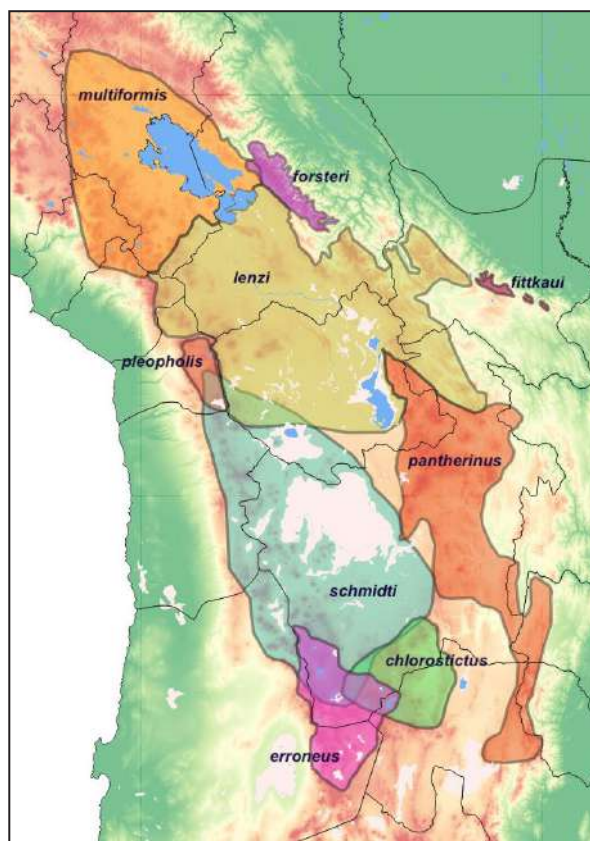 multiformis
forsteri
lenzi
fittkaui
pleopholis
pantherinus
schmidti
chlorostictus
erroneus